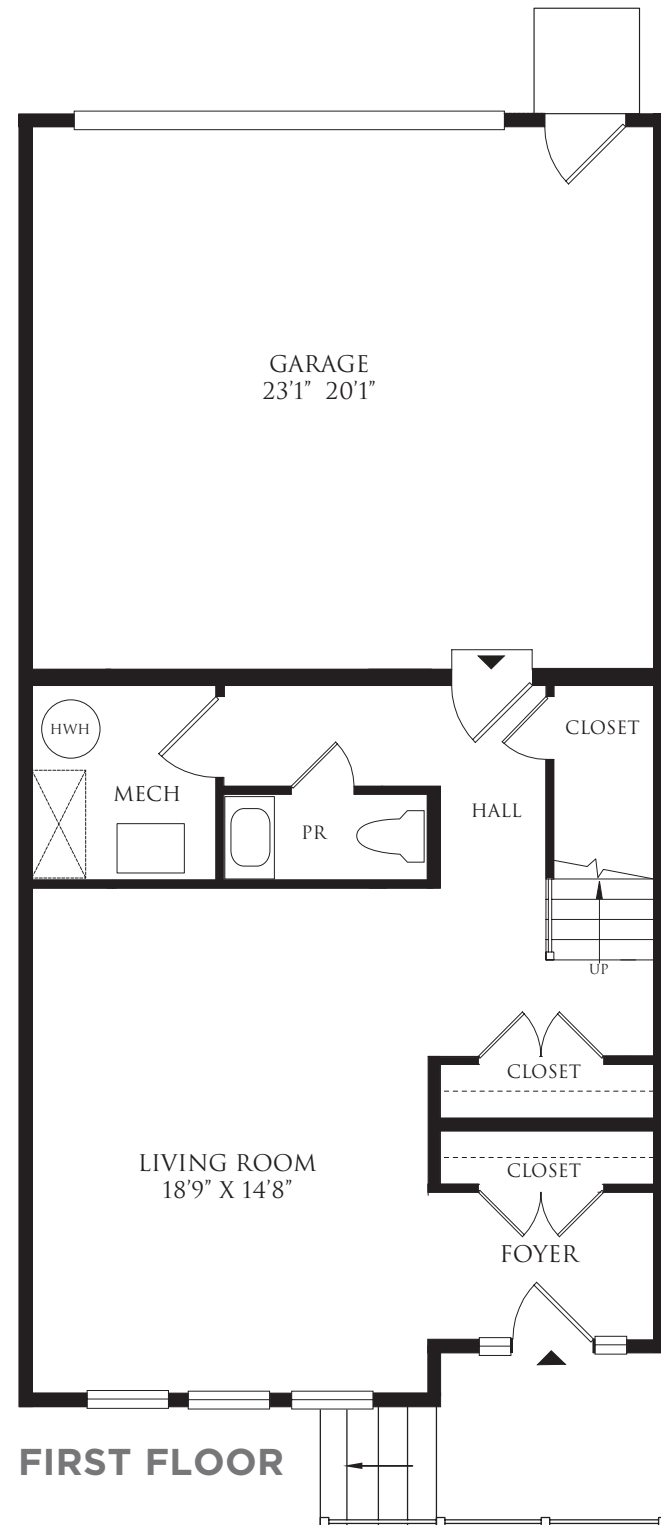 GARAGE
23'1” 20'1”
HWH
CLOSET
MECH
HALL
PR
UP
CLOSET
LIVING ROOM
18'9” X 14'8”
CLOSET
FOYER
FIRST FLOOR